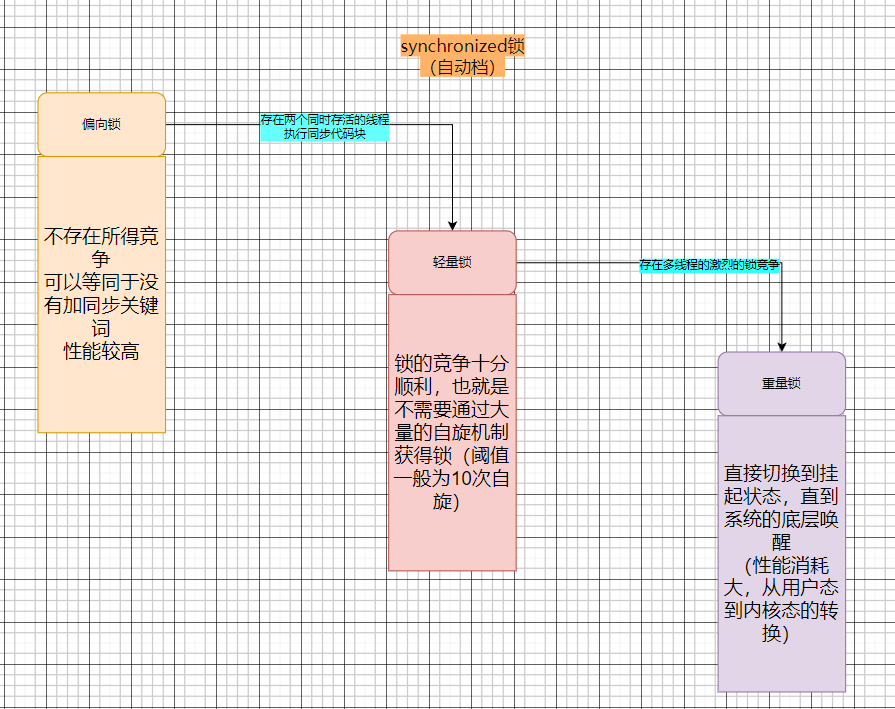 synchronized锁
（自动档）
偏向锁
存在两个同时存活的线程
执行同步代码块
不存在所得竞
争
可以等同于没
有加同步关键
词
性能较高
轻量锁
存在多线程的激烈的锁竞争
锁的竞争十分
顺利，也就是
不需要通过大
量的自旋机制
获得锁（阈值
一般为10次自
旋）
重量锁
直接切换到挂
起状态，直到
系统的底层唤
醒
（性能消耗
大，从用户态
到内核态的转
换）